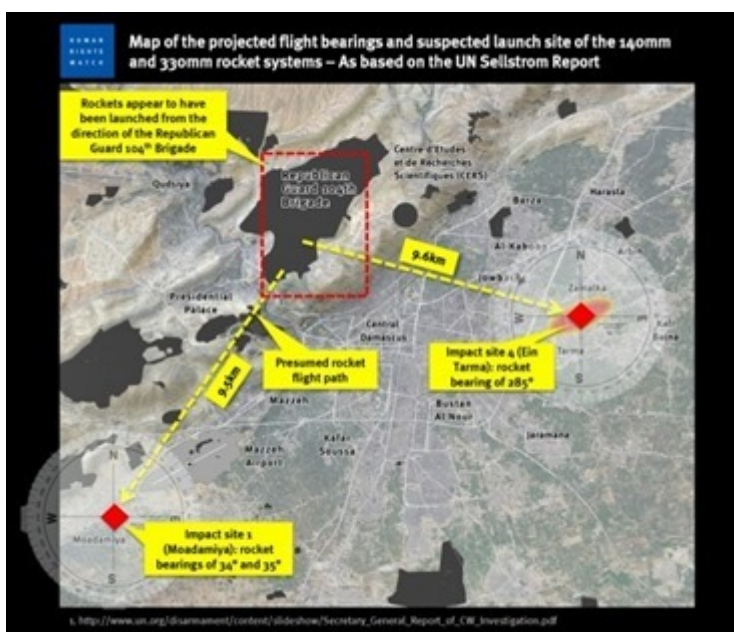 HUMAN
RIGHTS
WATCH
Map of the projected flight bearings and suspected launch site of the 140mm
and 330mm rocket systems – As based on the UN Sellstrom Report
Rockets appear to have
been launched from the
direction of the Republican
Guard 104th Brigade
Republican
Guard 104th
Brigade
Centre d'Etudes
et de Recherches
Scientifiques (CERS)
Qudsiya
Barza
Harasta
Al-Kaboon
Arbin
9.6km
Jowbar
N
Zamalka
Presidential
Palace
W
E
Central
Damascus
Tarma
S
Presumed rocket
flight path
Impact site 4 (Ein
Tarma): rocket
bearing of 285°
9.5km
Mazzeh
Bustan
Al Nour
Kafar
Soussa
Jaramana
Mazzeh
Airport
N
W
E
Moadamiya
S
Impact site 1
(Moadamiya): rocket
bearings of 34° and 35°
1. http://www.un.org/disarmament/content/slideshow/Secretary_General_Report_of_CW_Investigation.pdf